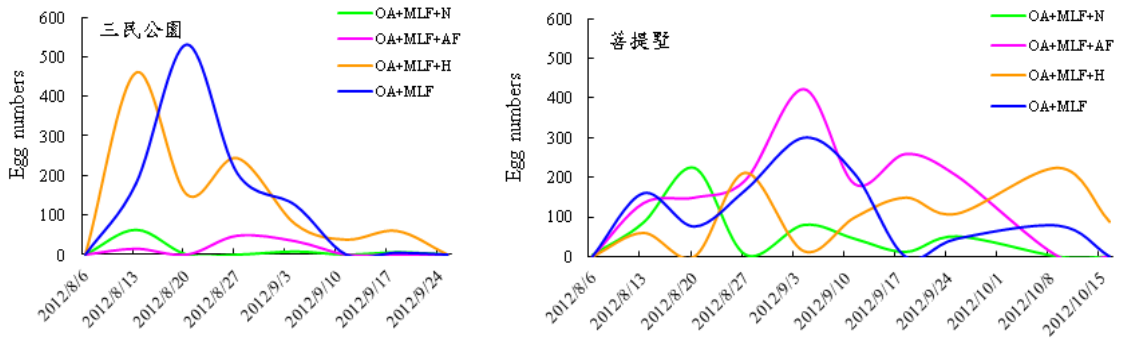 三民公園
OA+MLF+N
OA+MLF+AF
OA+MLF+H
OA+MLF
Egg numbers
600
500
400
300
200
100
0
2012/8/6
2012/8/13
2012/8/20
2012/8/27
2012/9/3
2012/9/10
2012/9/17
2012/9/24
菩提墅
OA+MLF+N
OA+MLF+AF
OA+MLF+H
OA+MLF
Egg numbers
600
500
400
300
200
100
0
2012/8/6
2012/8/13
2012/8/20
2012/8/27
2012/9/3
2012/9/10
2012/9/17
2012/9/24
2012/10/1
2012/10/8
2012/10/15